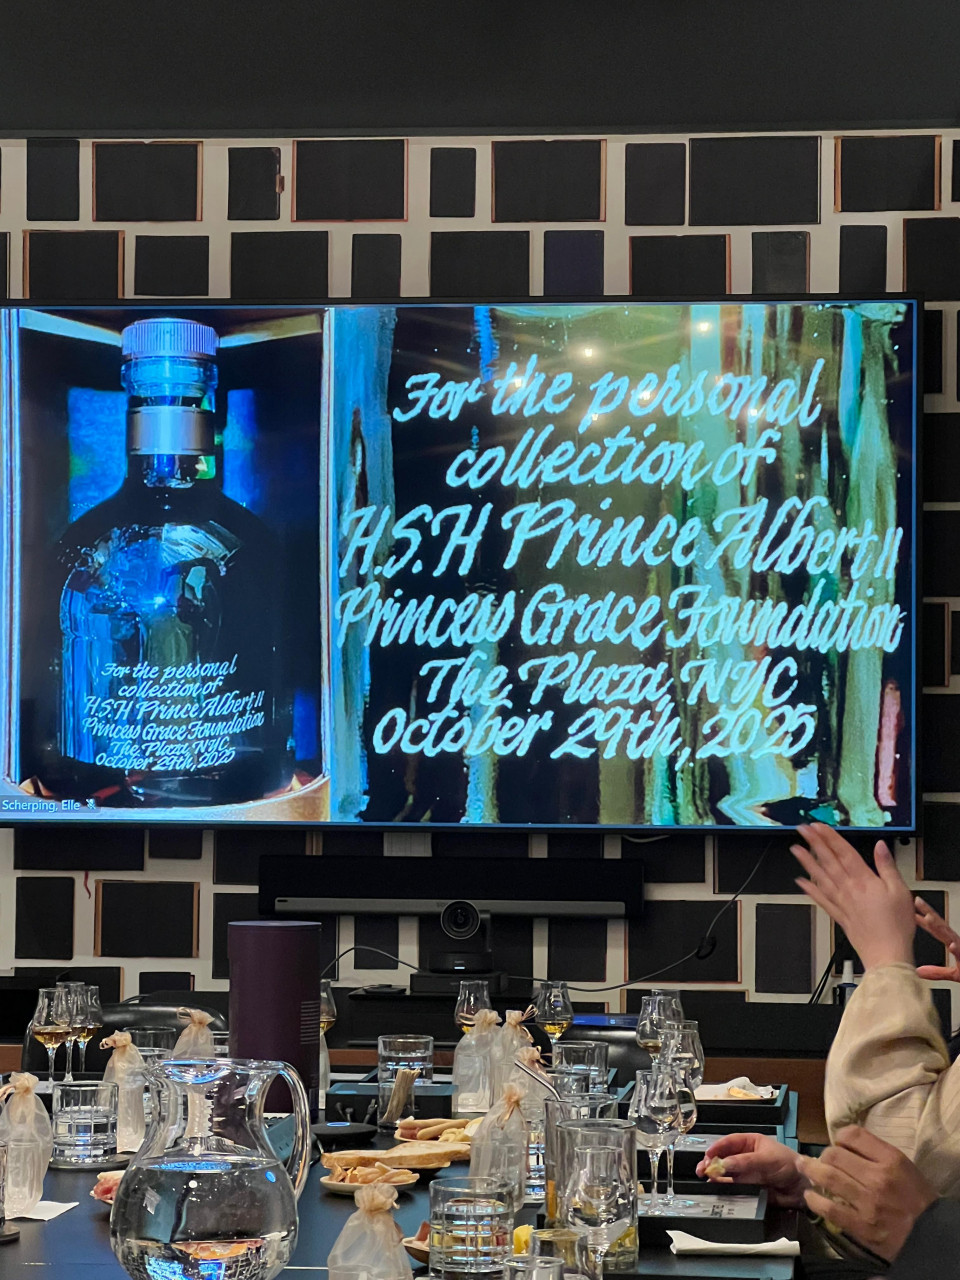 For the personal
collection of
H.S.H Prince Albert II
Princess Grace Foundation
The Plaza, NYC
October 29th, 2025
For the personal
collection of
H.S.H Prince Albert II
Princess Grace Foundation
The Plaza, NYC
October 29th, 2025
Scherping, Elle